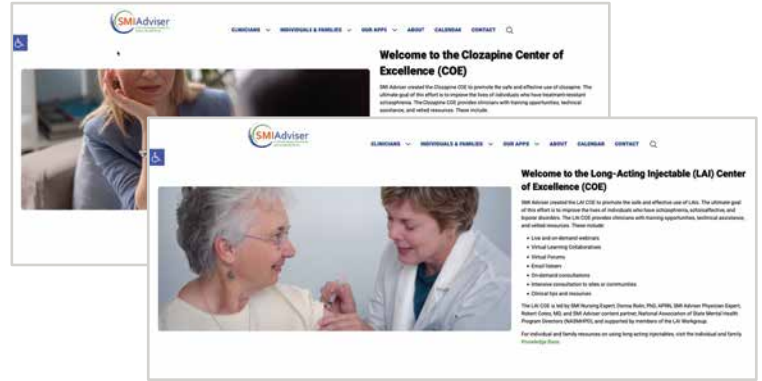 SMIAdviser
CLINICIANS INDIVIDUALS & FAMILIES OUR APPS ABOUT CALENDAR CONTACT
Welcome to the Clozapine Center of
Excellence (COE)
SMI Adviser created the Clozapine COE to promote the safe and effective use of clozapine. The
ultimate goal of this effort is to improve the lives of individuals who have treatment-resistant
schizophrenia. The Clozapine COE provides clinicians with training opportunities, technical
assistance, and vetted resources. These include:
SMIAdviser
CLINICIANS INDIVIDUALS & FAMILIES OUR APPS ABOUT CALENDAR CONTACT
Welcome to the Long-Acting Injectable (LAI) Center
of Excellence (COE)
SMI Adviser created the LAI COE to promote the safe and effective use of LAIs. The ultimate goal
of this effort is to improve the lives of individuals who have schizophrenia, schizoaffective, and
bipolar disorders. The LAI COE provides clinicians with training opportunities, technical assistance,
and vetted resources. These include:
• Live and on-demand webinars
• Virtual Learning Collaboratives
• Virtual Forums
• Email listserv
• On-demand consultations
• Intensive consultation to sites or communities
• Clinical tips and resources
The LAI COE is led by SMI Nursing Expert, Donna Rolin, PhD, APRN, SMI Adviser Physician Expert,
Robert Cotes, MD, and SMI Adviser content partner, National Association of State Mental Health
Program Directors (NASMHPD), and supported by members of the LAI Workgroup.
For individual and family resources on using long acting injectables, visit the individual and family
Knowledge Base.